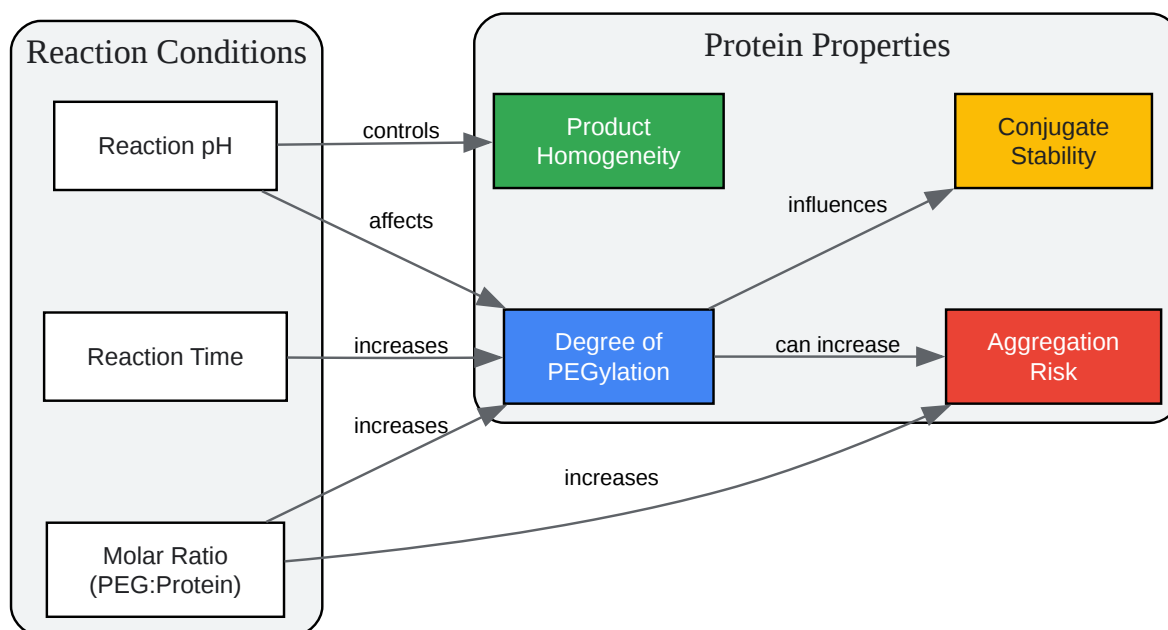 Reaction Conditions
Protein Properties
Reaction pH
controls
Product
Homogeneity
Conjugate
Stability
affects
influences
Reaction Time
increases
Degree of
PEGylation
can increase
Aggregation
Risk
increases
increases
Molar Ratio
(PEG:Protein)